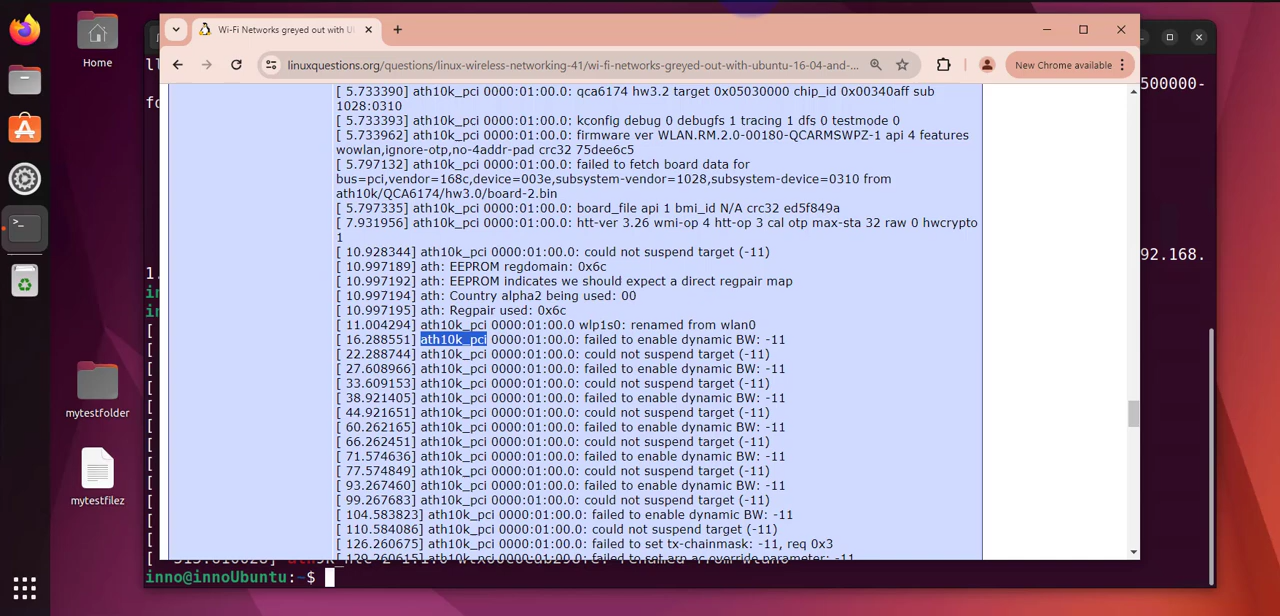 Home
mytestfolder
mytestfilez
Wi-Fi Networks greyed out with U
linuxquestions.org/questions/linux-wireless-networking-41/wi-fi-networks-greyed-out-with-ubuntu-16-04-and-...
New Chrome available
500000-
fo
92.168.
1.
in
in
[ 5.733390] ath10k_pci 0000:01:00.0: qca6174 hw3.2 target 0x05030000 chip_id 0x00340aff sub
1028:0310
[ 5.733393] ath10k_pci 0000:01:00.0: kconfig debug 0 debugfs 1 tracing 1 dfs 0 testmode 0
[ 5.733962] ath10k_pci 0000:01:00.0: firmware ver WLAN.RM.2.0-00180-QCARMSWPZ-1 api 4 features
wowlan,ignore-otp,no-4addr-pad crc32 75dee6c5
[ 5.797132] ath10k_pci 0000:01:00.0: failed to fetch board data for
bus=pci,vendor=168c,device=003e,subsystem-vendor=1028,subsystem-device=0310 from
ath10k/QCA6174/hw3.0/board-2.bin
[ 5.797335] ath10k_pci 0000:01:00.0: board_file api 1 bmi_id N/A crc32 ed5f849a
[ 7.931956] ath10k_pci 0000:01:00.0: htt-ver 3.26 wmi-op 4 htt-op 3 cal otp max-sta 32 raw 0 hwcrypto
1
[ 10.928344] ath10k_pci 0000:01:00.0: could not suspend target (-11)
[ 10.997189] ath: EEPROM regdomain: 0x6c
[ 10.997192] ath: EEPROM indicates we should expect a direct regpair map
[ 10.997194] ath: Country alpha2 being used: 00
[ 10.997195] ath: Regpair used: 0x6c
[ 11.004294] ath10k_pci 0000:01:00.0 wlp1s0: renamed from wlan0
[ 16.288551] ath10k_pci 0000:01:00.0: failed to enable dynamic BW: -11
[ 22.288744] ath10k_pci 0000:01:00.0: could not suspend target (-11)
[ 27.608966] ath10k_pci 0000:01:00.0: failed to enable dynamic BW: -11
[ 33.609153] ath10k_pci 0000:01:00.0: could not suspend target (-11)
[ 38.921405] ath10k_pci 0000:01:00.0: failed to enable dynamic BW: -11
[ 44.921651] ath10k_pci 0000:01:00.0: could not suspend target (-11)
[ 60.262165] ath10k_pci 0000:01:00.0: failed to enable dynamic BW: -11
[ 66.262451] ath10k_pci 0000:01:00.0: could not suspend target (-11)
[ 71.574636] ath10k_pci 0000:01:00.0: failed to enable dynamic BW: -11
[ 77.574849] ath10k_pci 0000:01:00.0: could not suspend target (-11)
[ 93.267460] ath10k_pci 0000:01:00.0: failed to enable dynamic BW: -11
[ 99.267683] ath10k_pci 0000:01:00.0: could not suspend target (-11)
[ 104.583823] ath10k_pci 0000:01:00.0: failed to enable dynamic BW: -11
[ 110.584086] ath10k_pci 0000:01:00.0: could not suspend target (-11)
[ 126.260675] ath10k_pci 0000:01:00.0: failed to set tx-chainmask: -11, req 0x3
[ 129.260615] ath10k_pci 0000:01:00.0: failed to set arp ac override parameter: -11
inno@innoUbuntu:~$